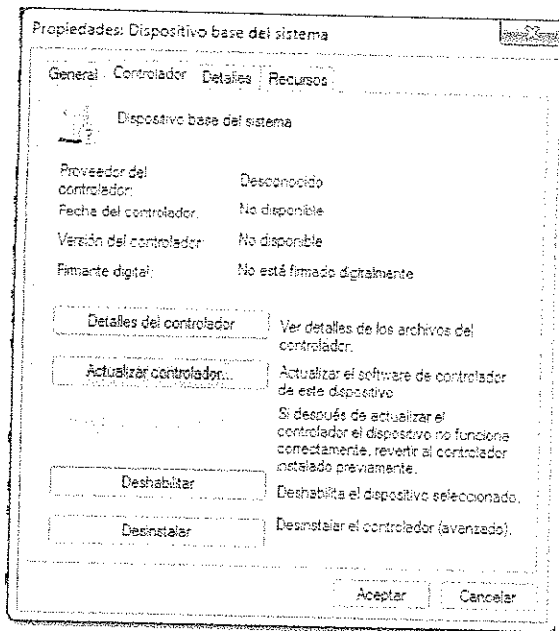 Propiedades: Dispositivo base del sistema
General Controlador Detalles Recursos
Dispositivo base del sistema
Proveedor del
controlador: Desconocido
Fecha del controlador: No disponible
Versión del controlador: No disponible
Firmante digital: No está firmado digitalmente
Detalles del controlador Ver detalles de los archivos del
controlador.
Actualizar controlador... Actualizar el software de controlador
de este dispositivo
Si después de actualizar el
controlador el dispositivo no funciona
correctamente, revertir al controlador
instalado previamente.
Deshabilitar Deshabilita el dispositivo seleccionado.
Desinstalar Desinstalar el controlador (avanzado).
Aceptar Cancelar